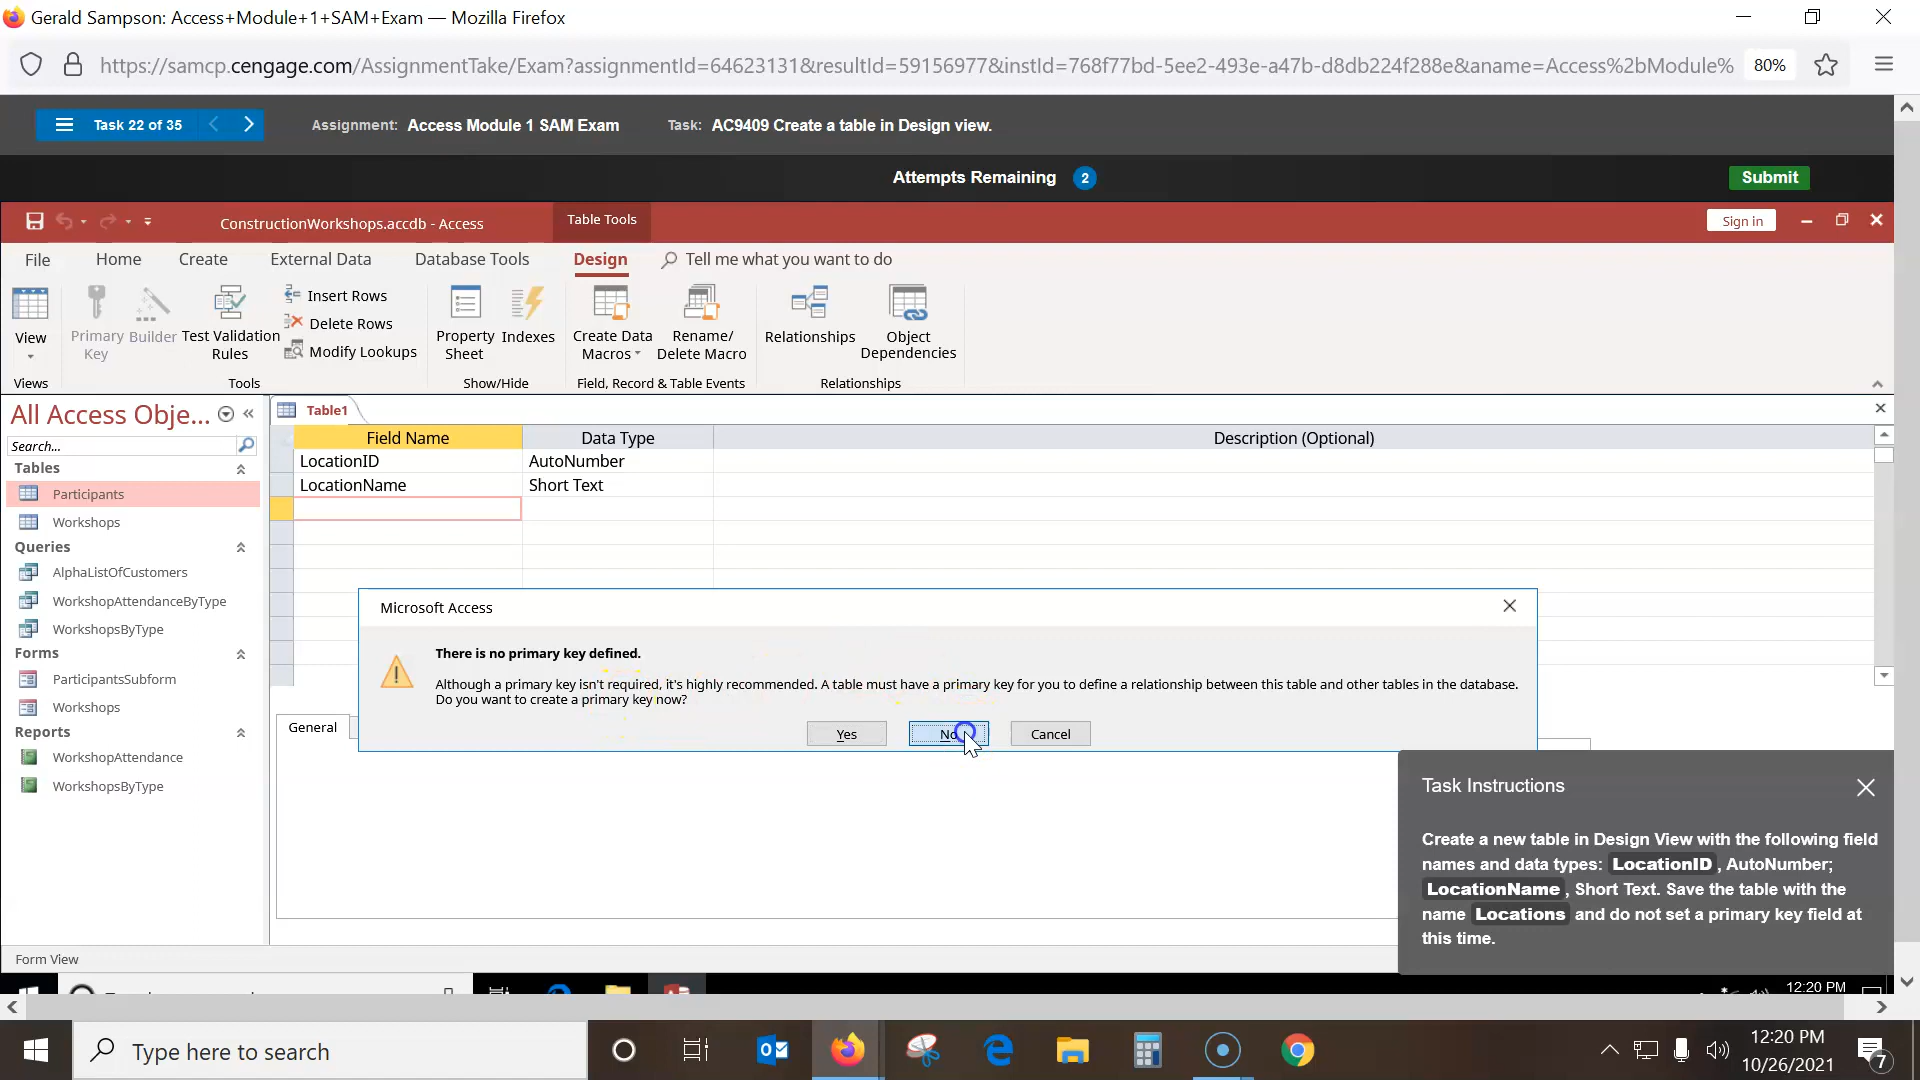 Gerald Sampson: Access+Module+1+SAM+Exam — Mozilla Firefox
https://samcp.cengage.com/AssignmentTake/Exam?assignmentId=64623131&resultId=59156977&instId=768f77bd-5ee2-493e-a47b-d8db224f288e&aname=Access%2bModule%
80%
Task 22 of 35
Assignment: Access Module 1 SAM Exam
Task: AC9409 Create a table in Design view.
Attempts Remaining 2
Submit
ConstructionWorkshops.accdb - Access
Table Tools
Sign in
File Home Create External Data Database Tools Design Tell me what you want to do
View
Primary Key
Builder
Test Validation Rules
Insert Rows
Delete Rows
Modify Lookups
Property Sheet
Indexes
Create Data Macros
Rename/ Delete Macro
Relationships
Object Dependencies
Views Tools Show/Hide Field, Record & Table Events Relationships
All Access Obje...
Search...
Tables
Participants
Workshops
Queries
AlphaListOfCustomers
WorkshopAttendanceByType
WorkshopsByType
Forms
ParticipantsSubform
Workshops
Reports
WorkshopAttendance
WorkshopsByType
Table1
Field Name Data Type Description (Optional)
LocationID AutoNumber
LocationName Short Text
Microsoft Access
There is no primary key defined.
Although a primary key isn't required, it's highly recommended. A table must have a primary key for you to define a relationship between this table and other tables in the database.
Do you want to create a primary key now?
Yes No Cancel
General
Task Instructions
Create a new table in Design View with the following field
names and data types: LocationID , AutoNumber;
LocationName , Short Text. Save the table with the
name Locations and do not set a primary key field at
this time.
Form View
12:20 PM
Type here to search
12:20 PM
10/26/2021
7